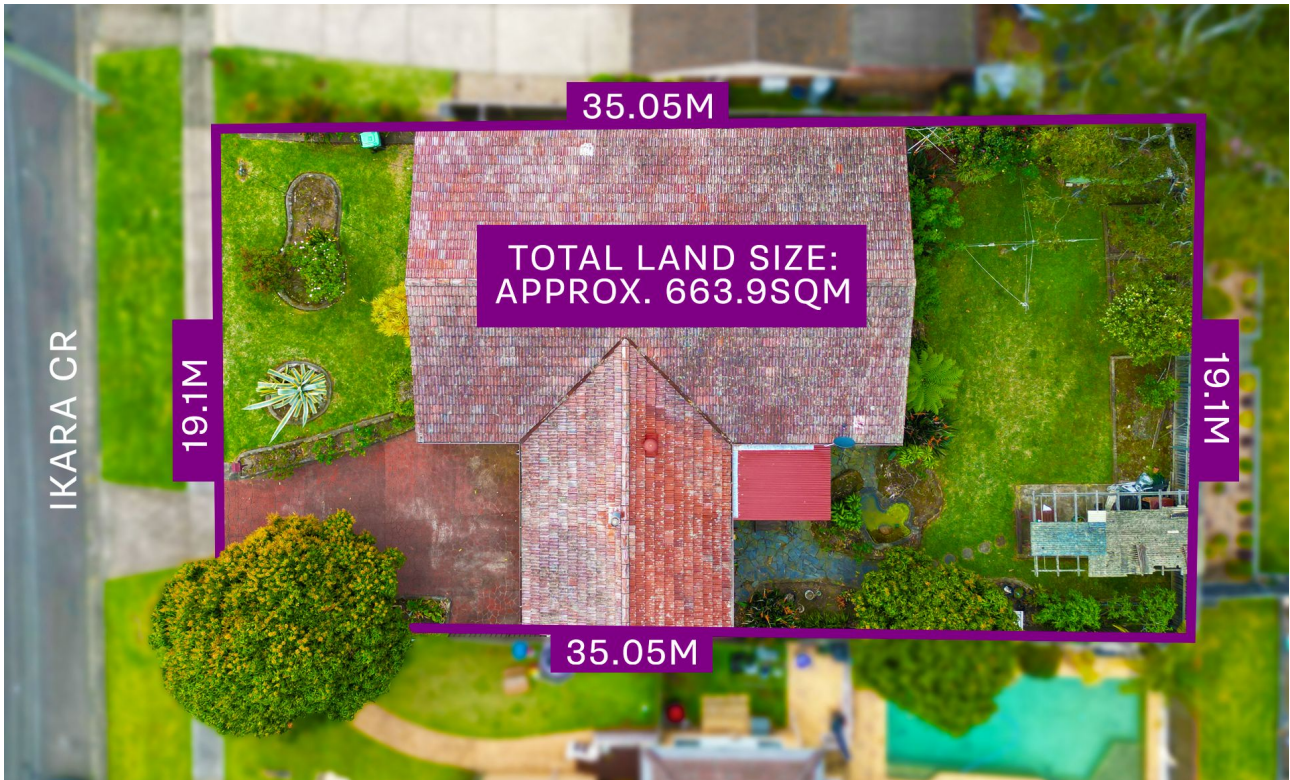 35.05M
TOTAL LAND SIZE:
APPROX. 663.9SQM
IKARA CR
19.1M
19.1M
35.05M